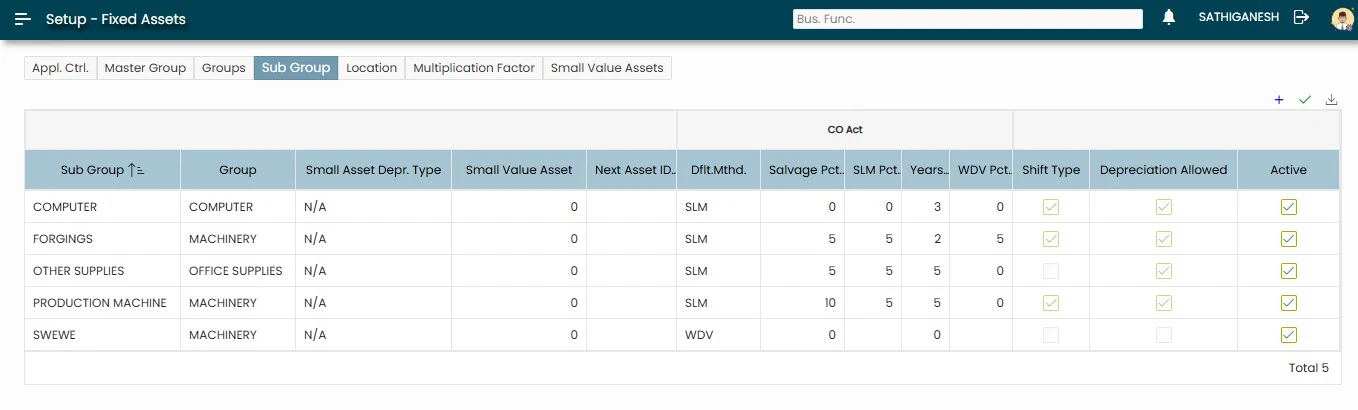 Setup - Fixed Assets Bus. Func. SATHIGANESH
Appl. Ctrl. Master Group Groups Sub Group Location Multiplication Factor Small Value Assets
CO Act
Sub Group Group Small Asset Depr. Type Small Value Asset Next Asset ID.. Dflt.Mthd. Salvage Pct.. SLM Pct. Years.. WDV Pct. Shift Type Depreciation Allowed Active
COMPUTER COMPUTER N/A 0 SLM 0 0 3 0
FORGINGS MACHINERY N/A 0 SLM 5 5 2 5
OTHER SUPPLIES OFFICE SUPPLIES N/A 0 SLM 5 5 5 0
PRODUCTION MACHINE MACHINERY N/A 0 SLM 10 5 5 0
SWEWE MACHINERY N/A 0 WDV 0 0
Total 5